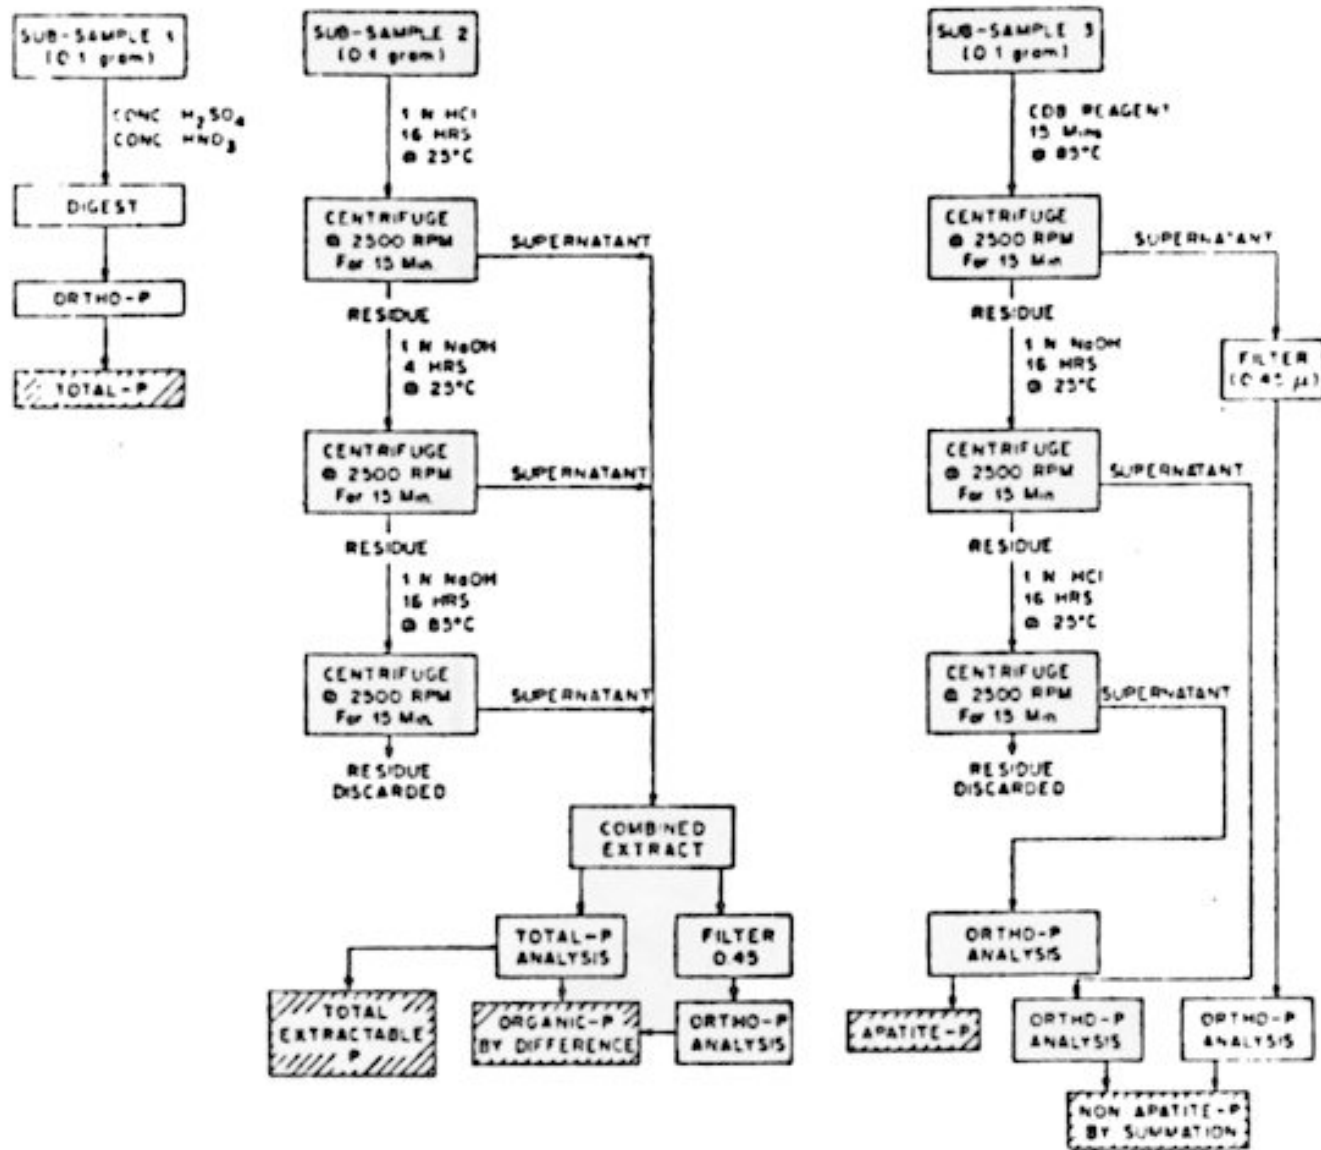 SUB-SAMPLE 1
(0.1 gram)
CONC H2SO4
CONC HNO3
DIGEST
ORTHO-P
TOTAL-P
SUB-SAMPLE 2
(0.1 gram)
1 N HCl
16 HRS
@ 25°C
CENTRIFUGE
@ 2500 RPM
For 15 Min.
SUPERNATANT
RESIDUE
1 N NaOH
4 HRS
@ 25°C
CENTRIFUGE
@ 2500 RPM
For 15 Min.
SUPERNATANT
RESIDUE
1 N NaOH
16 HRS
@ 85°C
CENTRIFUGE
@ 2500 RPM
For 15 Min.
SUPERNATANT
RESIDUE
DISCARDED
COMBINED
EXTRACT
TOTAL-P
ANALYSIS
FILTER
0.45
TOTAL
EXTRACTABLE
P
ORGANIC-P
BY DIFFERENCE
ORTHO-P
ANALYSIS
SUB-SAMPLE 3
(0.1 gram)
CDB REAGENT
15 Mins
@ 85°C
CENTRIFUGE
@ 2500 RPM
For 15 Min
SUPERNATANT
RESIDUE
1 N NaOH
16 HRS
@ 25°C
FILTER
(0.45 µ)
CENTRIFUGE
@ 2500 RPM
For 15 Min
SUPERNATANT
RESIDUE
1 N HCl
16 HRS
@ 25°C
CENTRIFUGE
@ 2500 RPM
For 15 Min
SUPERNATANT
RESIDUE
DISCARDED
ORTHO-P
ANALYSIS
APATITE-P
ORTHO-P
ANALYSIS
ORTHO-P
ANALYSIS
NON APATITE-P
BY SUMMATION